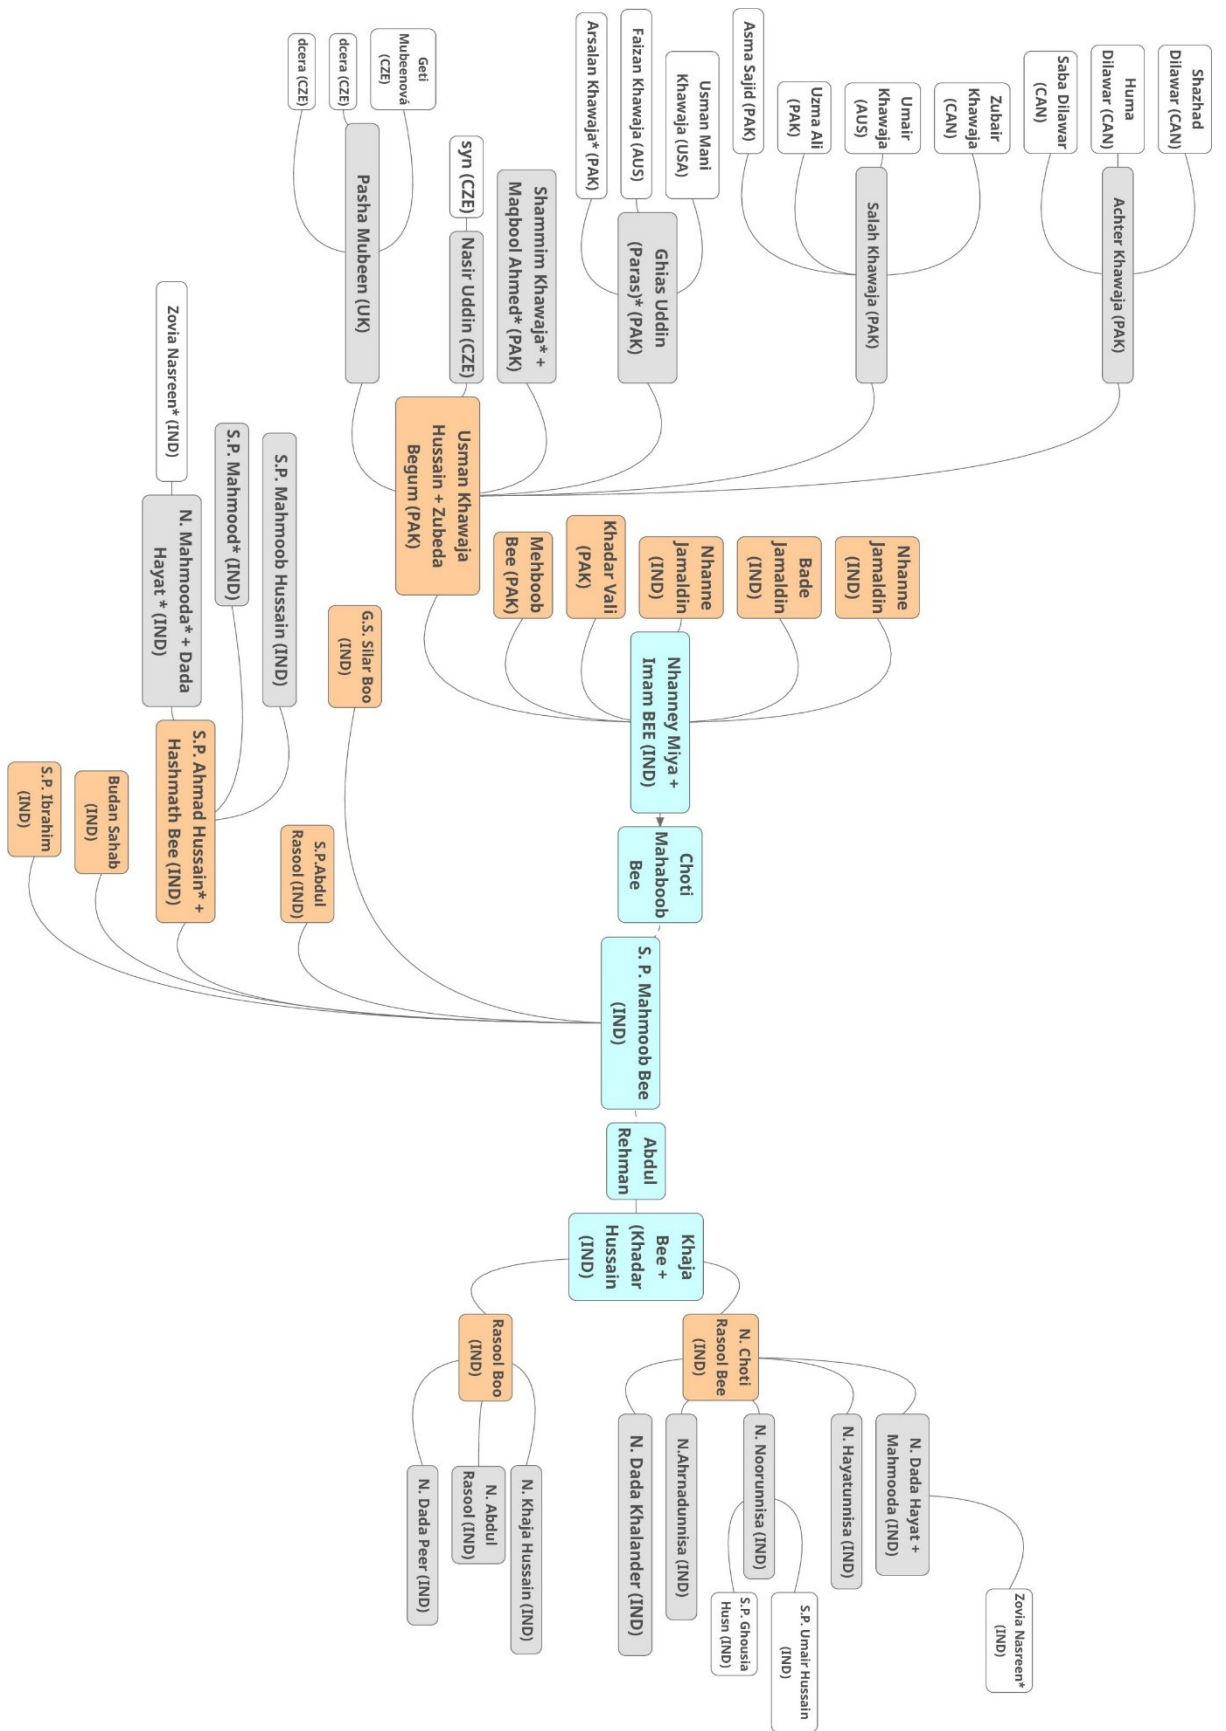 Shazhad
Dilawar (CAN)
Huma
Dilawar (CAN)
Saba Dilawar
(CAN)
Zubair
Khawaja
(CAN)
Umair
Khawaja
(AUS)
Uzma Ali
(PAK)
Asma Sajid (PAK)
Usman Mani
Khawaja (USA)
Faizan Khawaja (AUS)
Arsalan Khawaja* (PAK)
syn (CZE)
Geti
Mubeenová
(CZE)
dcera (CZE)
dcera (CZE)
Achter Khawaja (PAK)
Salah Khawaja (PAK)
Ghias Uddin
(Paras)* (PAK)
Shammim Khawaja* +
Maqbool Ahmed* (PAK)
Nasir Uddin (CZE)
Pasha Mubeen (UK)
Zovia Nasreen* (IND)
Usman Khawaja
Hussain + Zubeda
Begum (PAK)
S.P. Mahmoob Hussain (IND)
S.P. Mahmood* (IND)
N. Mahmooda* + Dada
Hayat * (IND)
Nhanne
Jamaldin
(IND)
Bade
Jamaldin
(IND)
Nhanne
Jamaldin
(IND)
Khadar Vali
(PAK)
Mehboob
Bee (PAK)
G.S. Silar Boo
(IND)
Nhanney Miya +
Imam BEE (IND)
S.P. Ahmad Hussain* +
Hashmath Bee (IND)
Budan Sahab
(IND)
S.P. Ibrahim
(IND)
Choti
Mahaboob
Bee
S.P.Abdul
Rasool (IND)
S. P. Mahmoob Bee
(IND)
Abdul
Rehman
Khaja
Bee +
(Khadar
Hussain
(IND)
N. Choti
Rasool Bee
(IND)
Rasool Boo
(IND)
N. Dada Hayat +
Mahmooda (IND)
N. Hayatunnisa (IND)
N. Noorunnisa (IND)
N.Ahrnadunnisa (IND)
N. Dada Khalander (IND)
N. Khaja Hussain (IND)
N. Abdul
Rasool (IND)
N. Dada Peer (IND)
Zovia Nasreen*
(IND)
S.P. Umair Hussain
(IND)
S.P. Ghousia
Husn (IND)